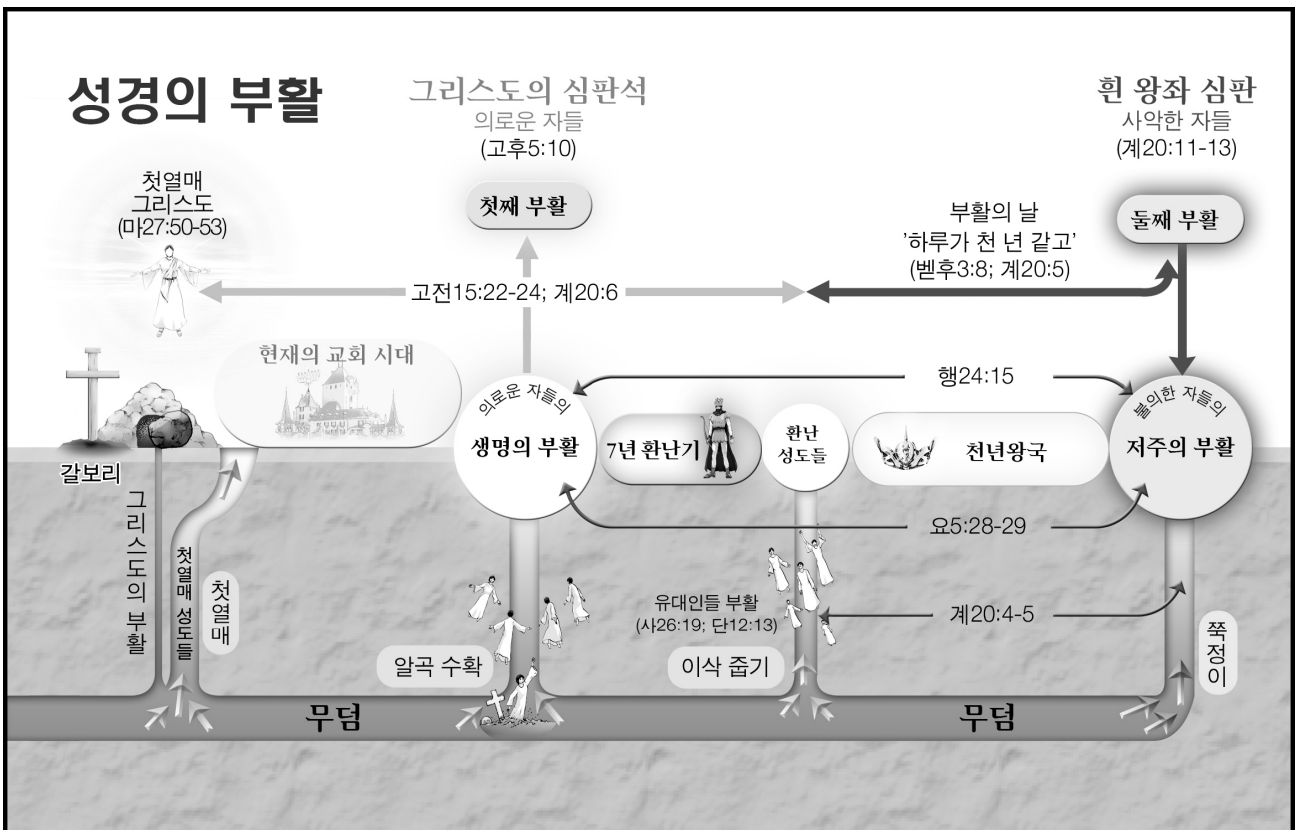 성경의 부활
그리스도의 심판석
의로운 자들
(고후5:10)
흰 왕좌 심판
사악한 자들
(계20:11-13)
첫열매
그리스도
(마27:50-53)
첫째 부활
부활의 날
'하루가 천 년 같고'
(벧후3:8; 계20:5)
둘째 부활
고전15:22-24; 계20:6
현재의 교회 시대
행24:15
의로운 자들의
생명의 부활
7년 환난기
환난
성도들
천년왕국
불의한 자들의
저주의 부활
갈보리
요5:28-29
그리스도의 부활
첫열매 성도들
첫열매
유대인들 부활
(사26:19; 단12:13)
계20:4-5
알곡 수확
이삭 줍기
쭉정이
무덤
무덤